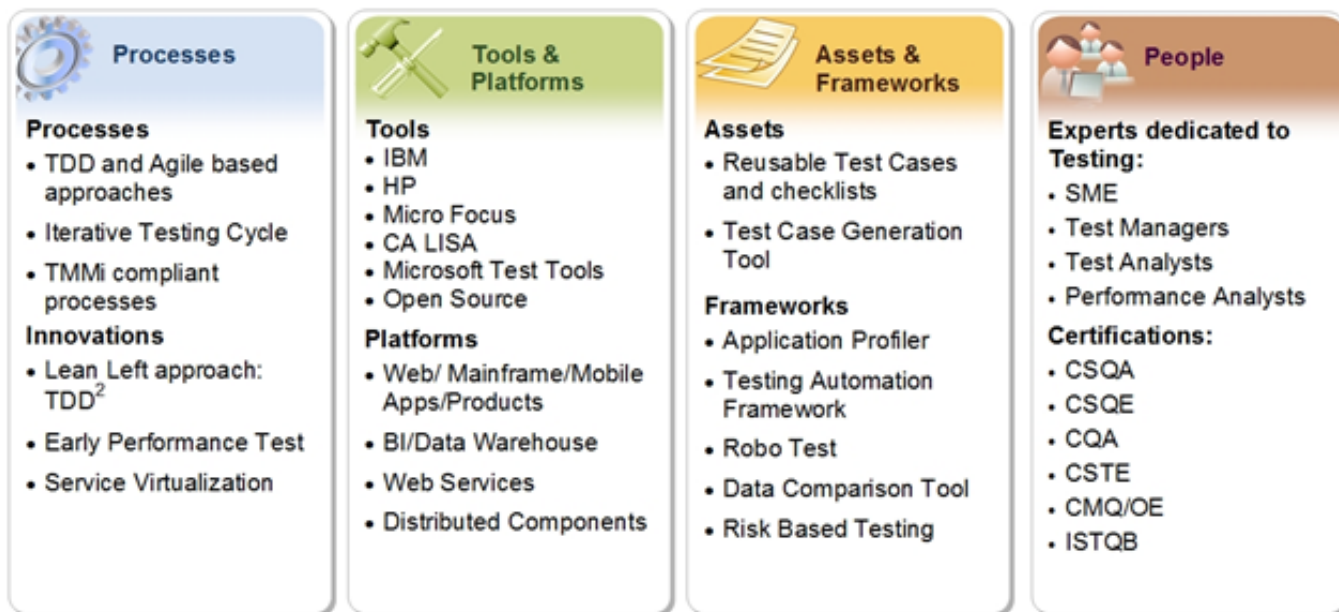 Processes
Processes
• TDD and Agile based
approaches
• Iterative Testing Cycle
• TMMi compliant
processes
Innovations
• Lean Left approach:
TDD²
• Early Performance Test
• Service Virtualization
Tools &
Platforms
Tools
• IBM
• HP
• Micro Focus
• CA LISA
• Microsoft Test Tools
• Open Source
Platforms
• Web/ Mainframe/Mobile
Apps/Products
• BI/Data Warehouse
• Web Services
• Distributed Components
Assets &
Frameworks
Assets
• Reusable Test Cases
and checklists
• Test Case Generation
Tool
Frameworks
• Application Profiler
• Testing Automation
Framework
• Robo Test
• Data Comparison Tool
• Risk Based Testing
People
Experts dedicated to
Testing:
• SME
• Test Managers
• Test Analysts
• Performance Analysts
Certifications:
• CSQA
• CSQE
• CQA
• CSTE
• CMQ/OE
• ISTQB